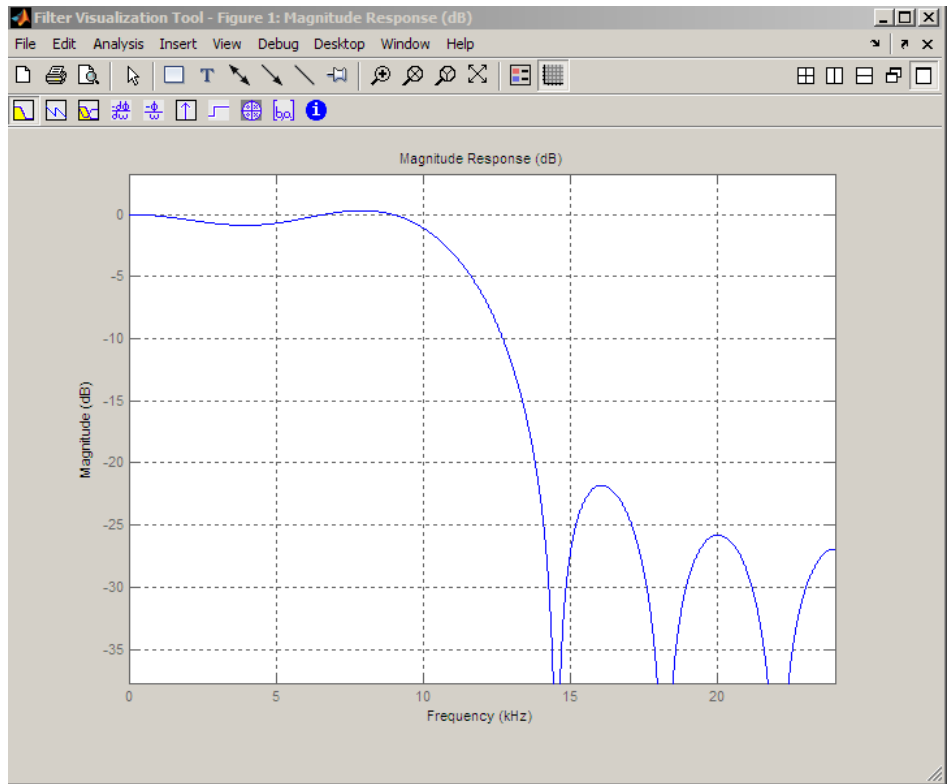 Filter Visualization Tool - Figure 1: Magnitude Response (dB)
File Edit Analysis Insert View Debug Desktop Window Help
T
[b,a]
i
Magnitude Response (dB)
0
-5
-10
-15
-20
-25
-30
-35
Magnitude (dB)
0 5 10 15 20
Frequency (kHz)